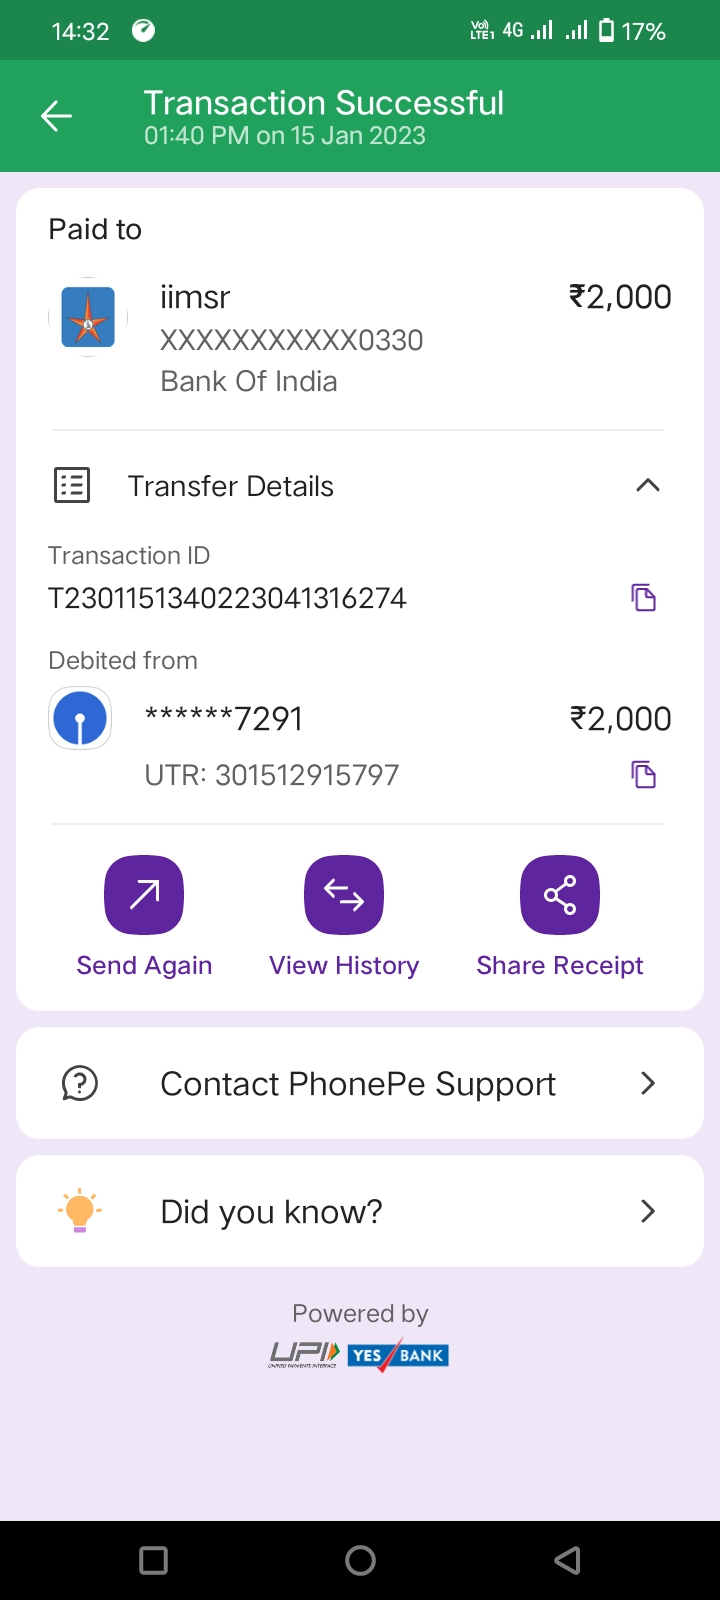 14:32
Vo) LTE1 4G 17%
Transaction Successful
01:40 PM on 15 Jan 2023
Paid to
iimsr ₹2,000
XXXXXXXXXXX0330
Bank Of India
Transfer Details
Transaction ID
T2301151340223041316274
Debited from
******7291 ₹2,000
UTR: 301512915797
Send Again View History Share Receipt
Contact PhonePe Support
Did you know?
Powered by
UPI YES BANK
UNIFIED PAYMENTS INTERFACE